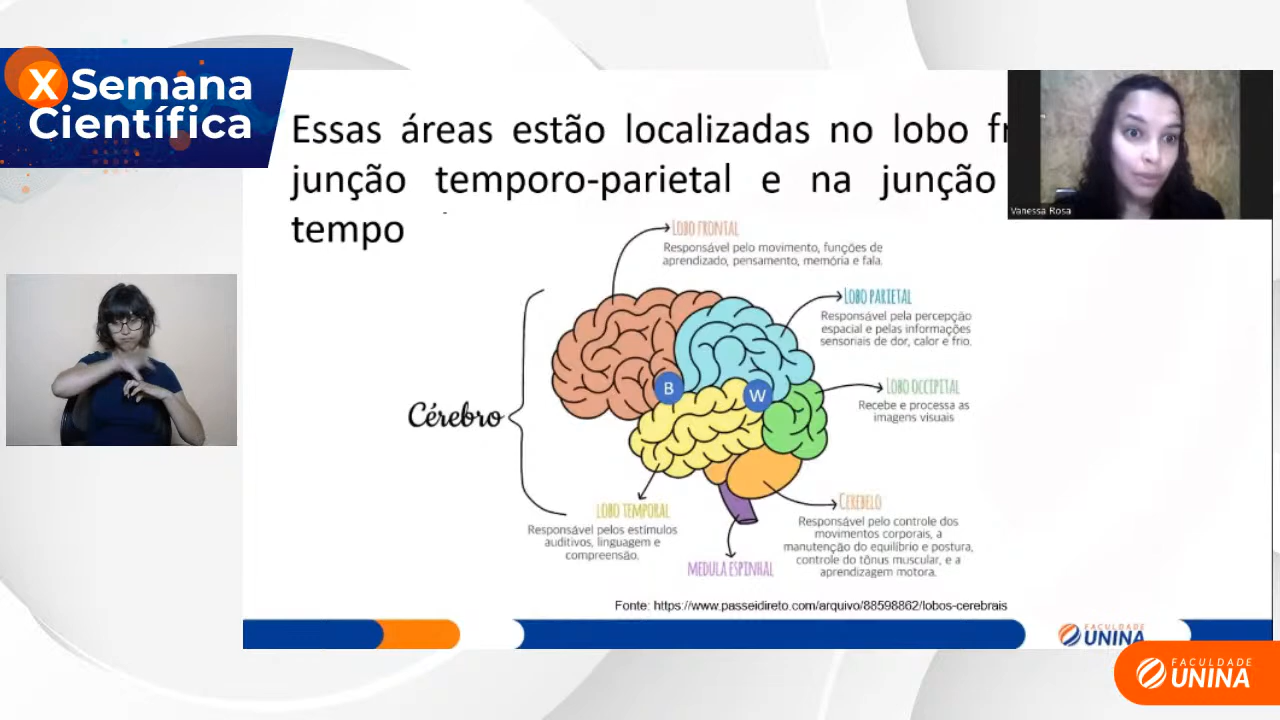 X Semana
Científica
Essas áreas estão localizadas no lobo
junção temporo-parietal e na junção
tempo
Vanessa Rosa
LOBO FRONTAL
Responsável pelo movimento, funções de
aprendizado, pensamento, memória e fala.
LOBO PARIETAL
Responsável pela percepção
espacial e pelas informações
sensoriais de dor, calor e frio.
B
W
LOBO OCCIPITAL
Recebe e processa as
imagens visuais
Cérebro
LOBO TEMPORAL
Responsável pelos estímulos
auditivos, linguagem e
compreensão.
CEREBELO
Responsável pelo controle dos
movimentos corporais, a
manutenção do equilíbrio e postura,
controle do tônus muscular, e a
aprendizagem motora.
MEDULA ESPINHAL
Fonte: https://www.passeidireto.com/arquivo/88598862/lobos-cerebrais
FACULDADE
UNINA
FACULDADE
UNINA